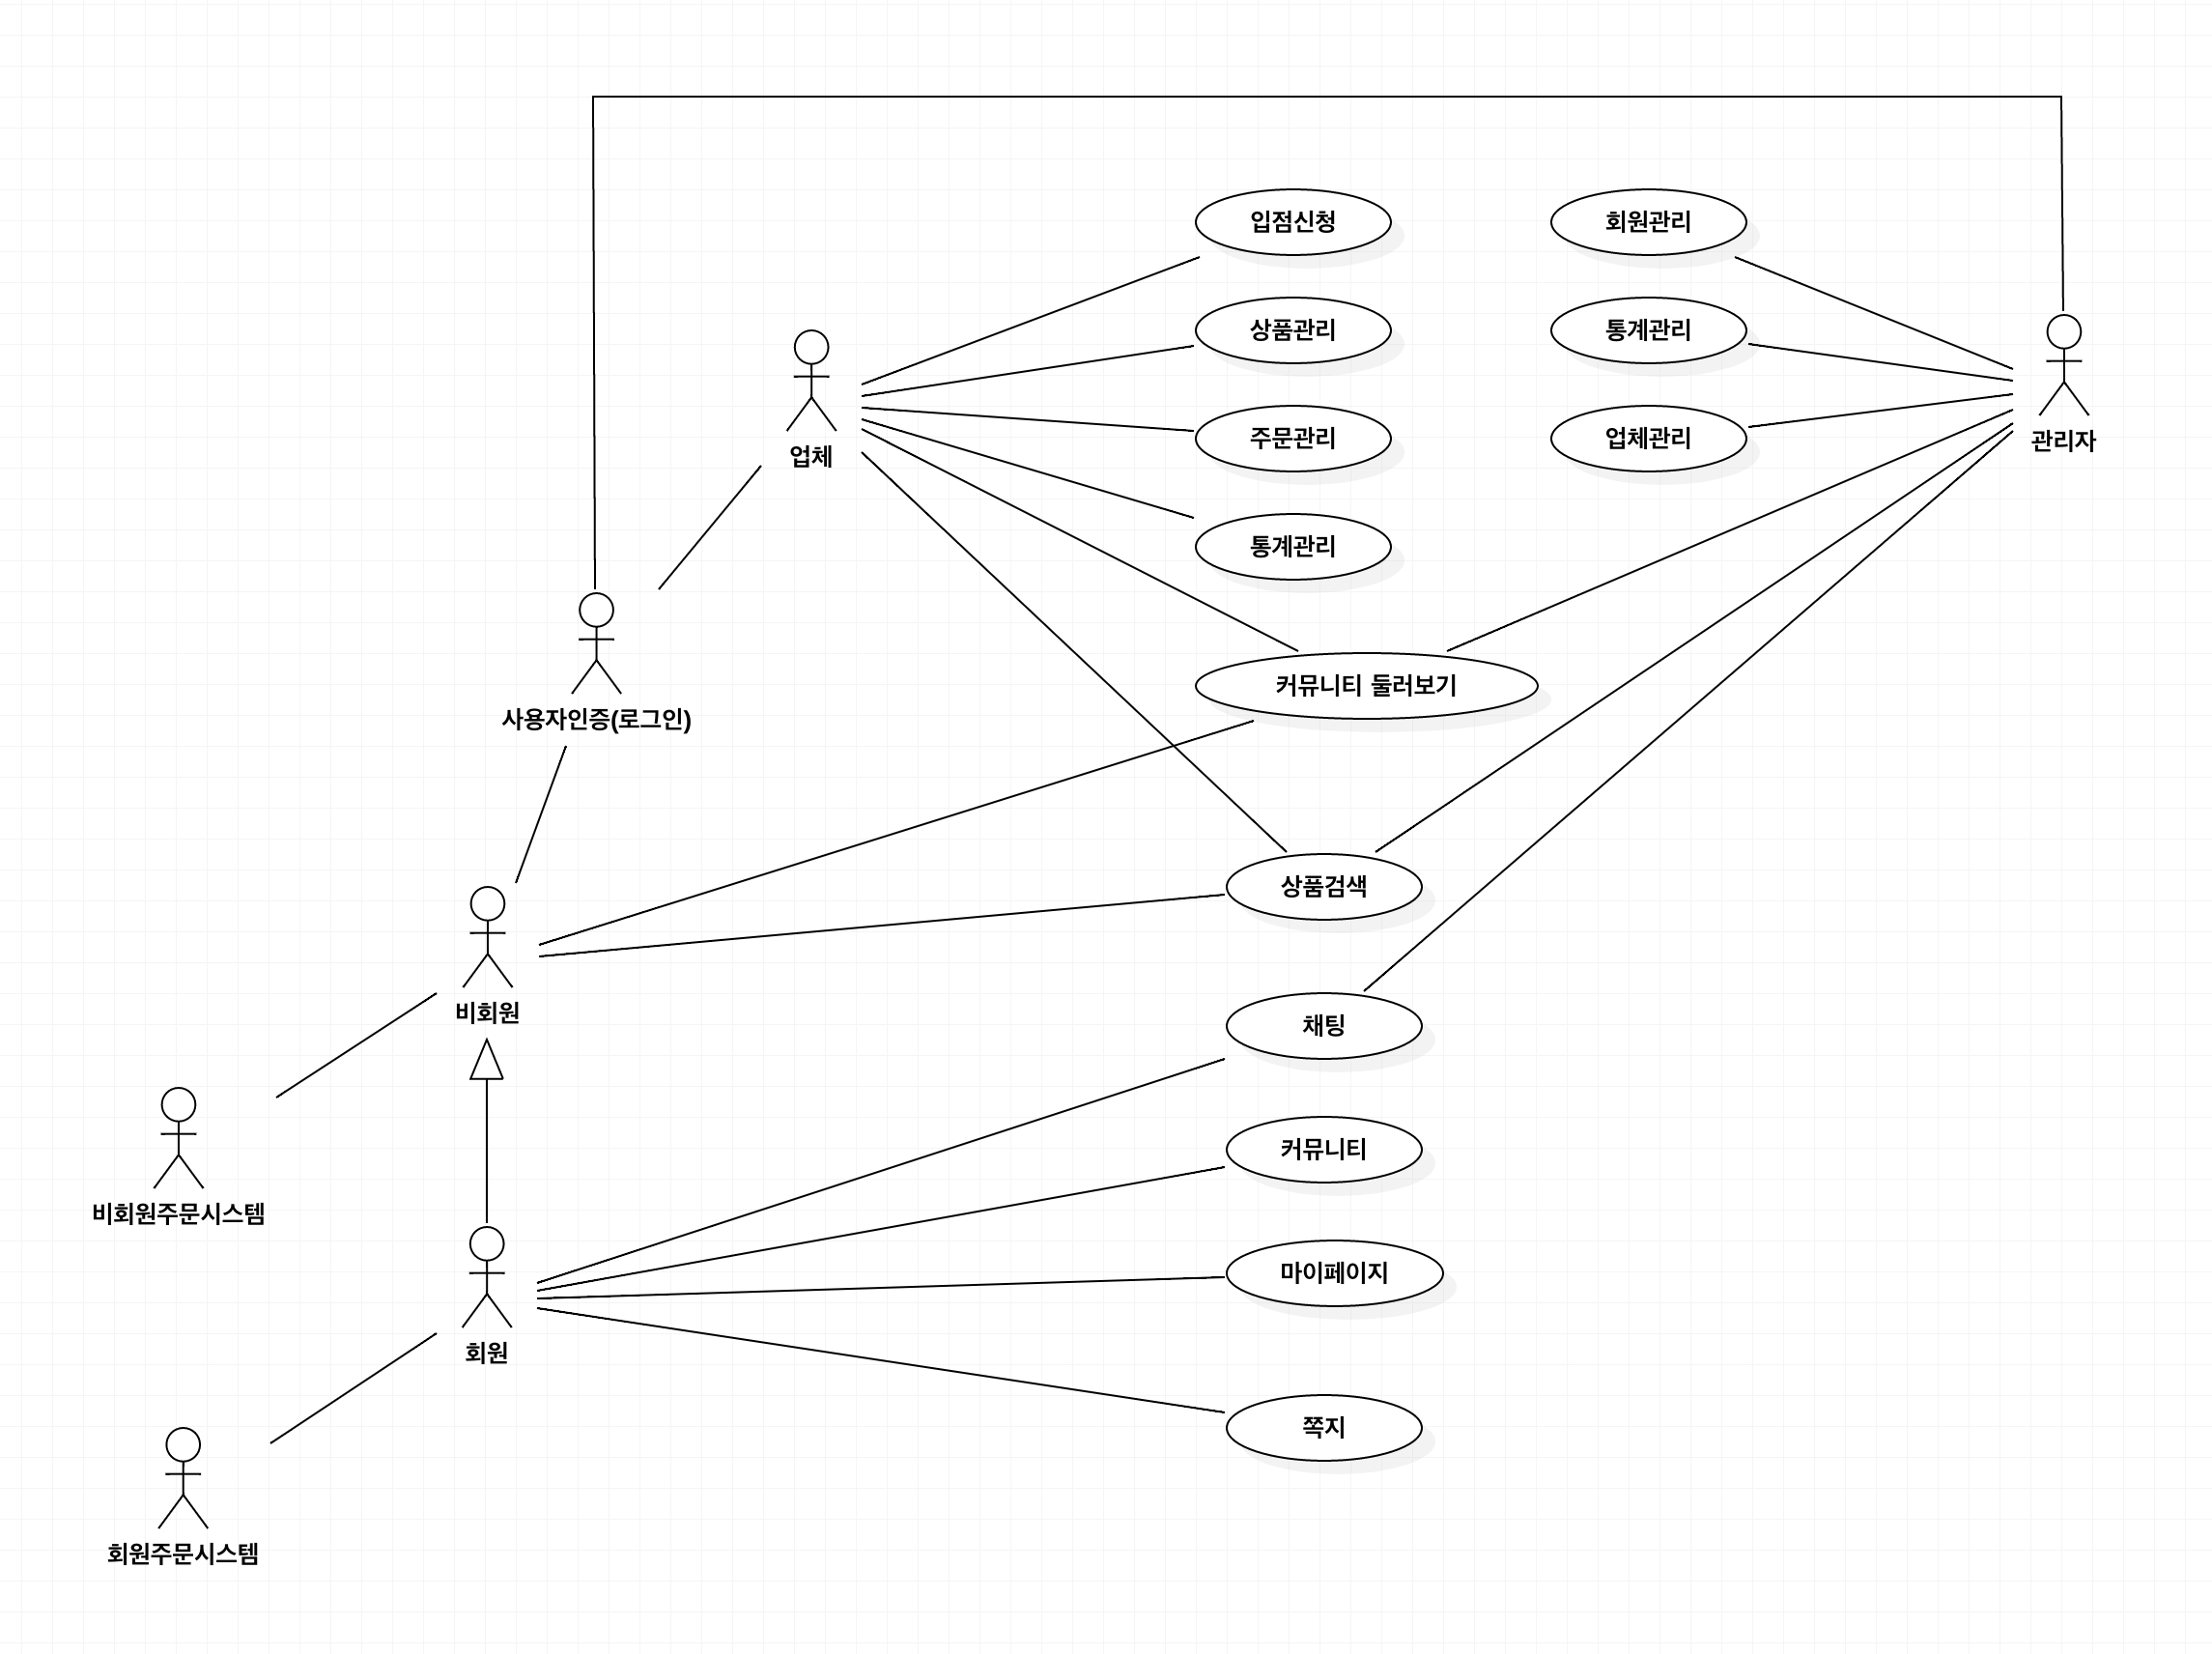 입점신청
회원관리
상품관리
통계관리
업체
주문관리
업체관리
관리자
통계관리
커뮤니티 둘러보기
사용자인증(로그인)
상품검색
비회원
채팅
커뮤니티
비회원주문시스템
마이페이지
회원
쪽지
회원주문시스템